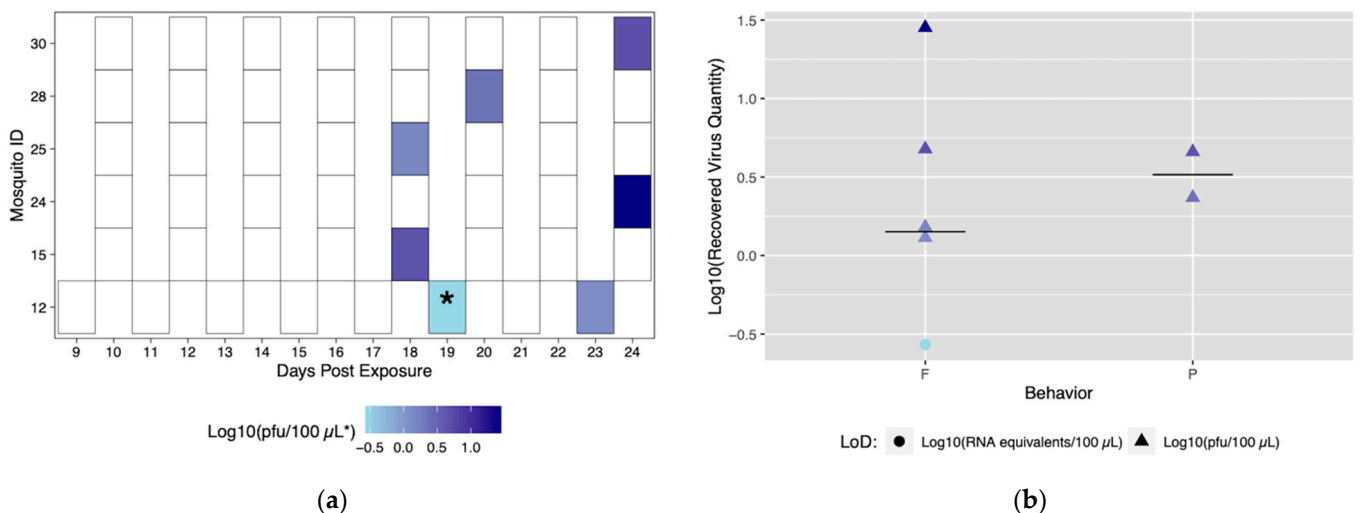 30
28
25
24
15
12
Mosquito ID
*
9 10 11 12 13 14 15 16 17 18 19 20 21 22 23 24
Days Post Exposure
Log10(pfu/100 µL*)
−0.5 0.0 0.5 1.0
(a)
1.5
1.0
0.5
0.0
−0.5
Log10(Recovered Virus Quantity)
F P
Behavior
LoD: Log10(RNA equivalents/100 µL) Log10(pfu/100 µL)
(b)